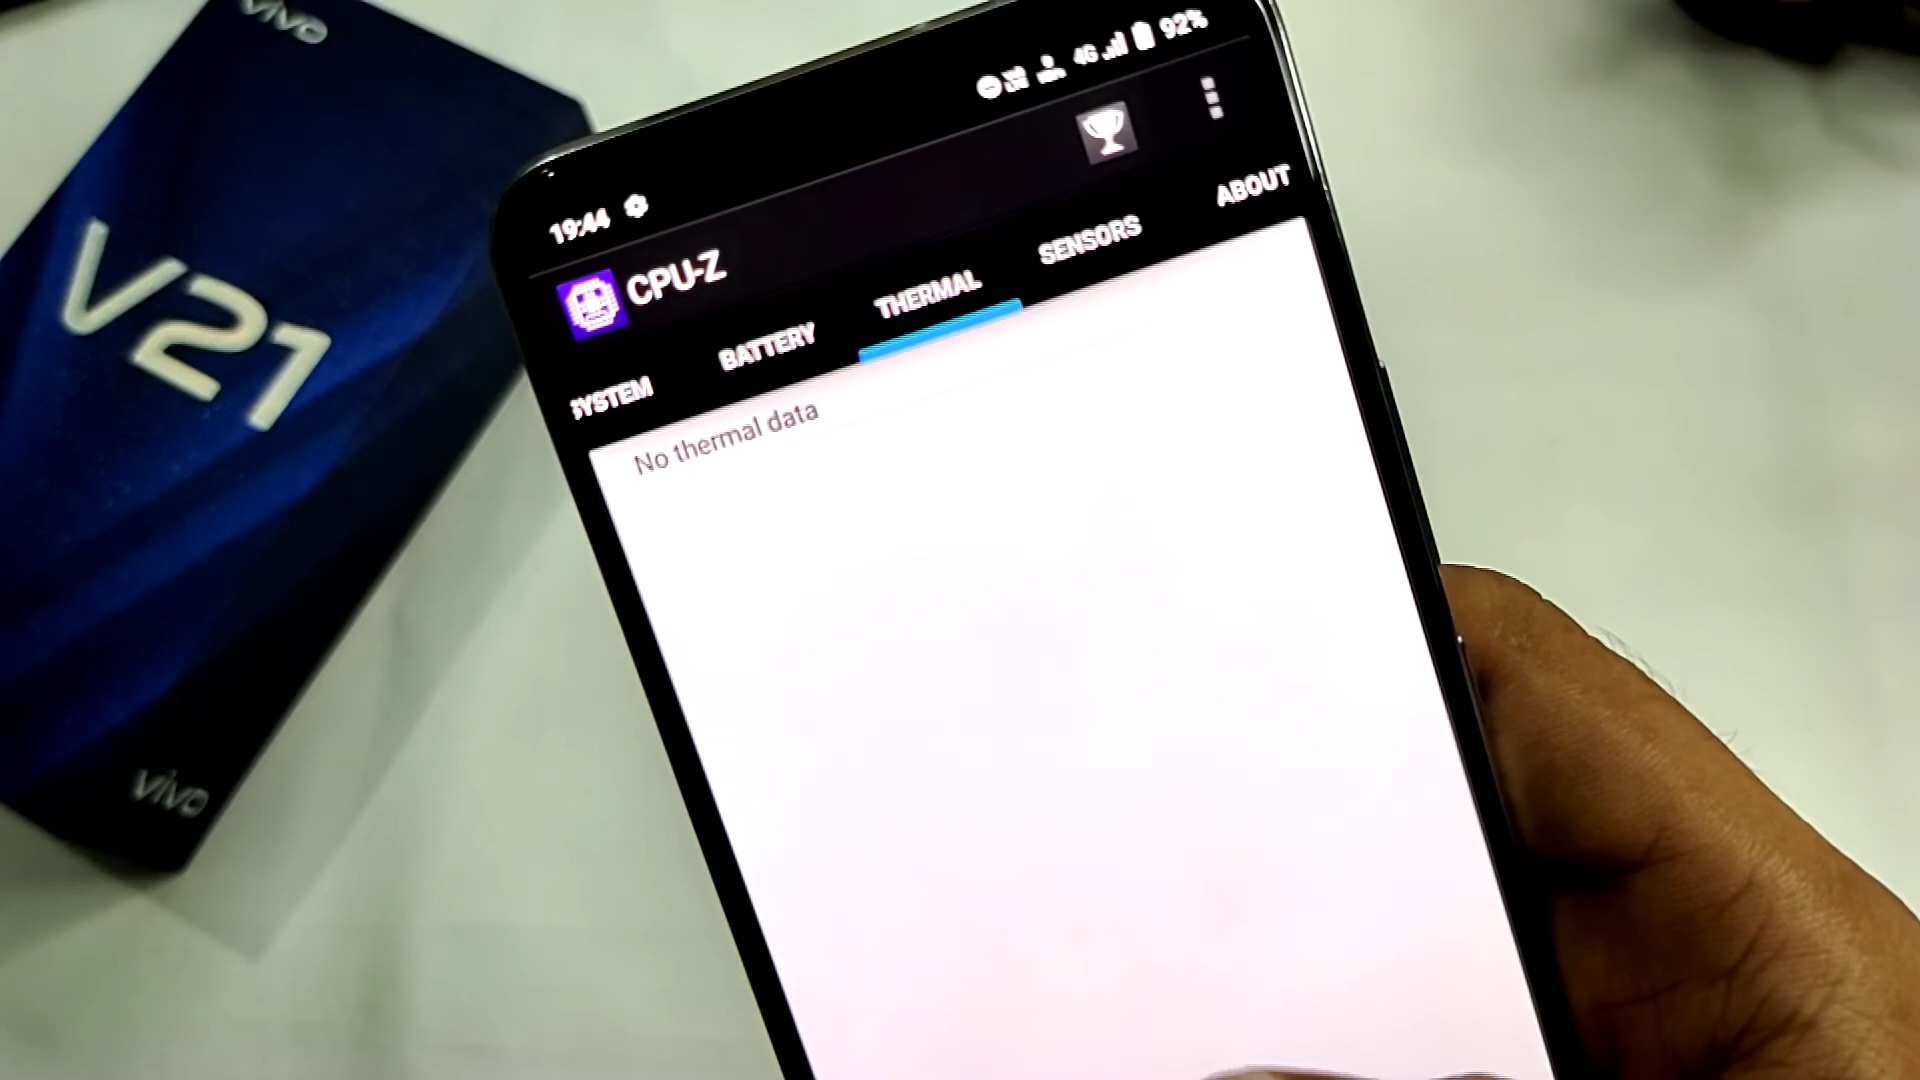 vivo
V21
vivo
19:44
4G
92%
CPU-Z
SYSTEM
BATTERY
THERMAL
SENSORS
ABOUT
No thermal data